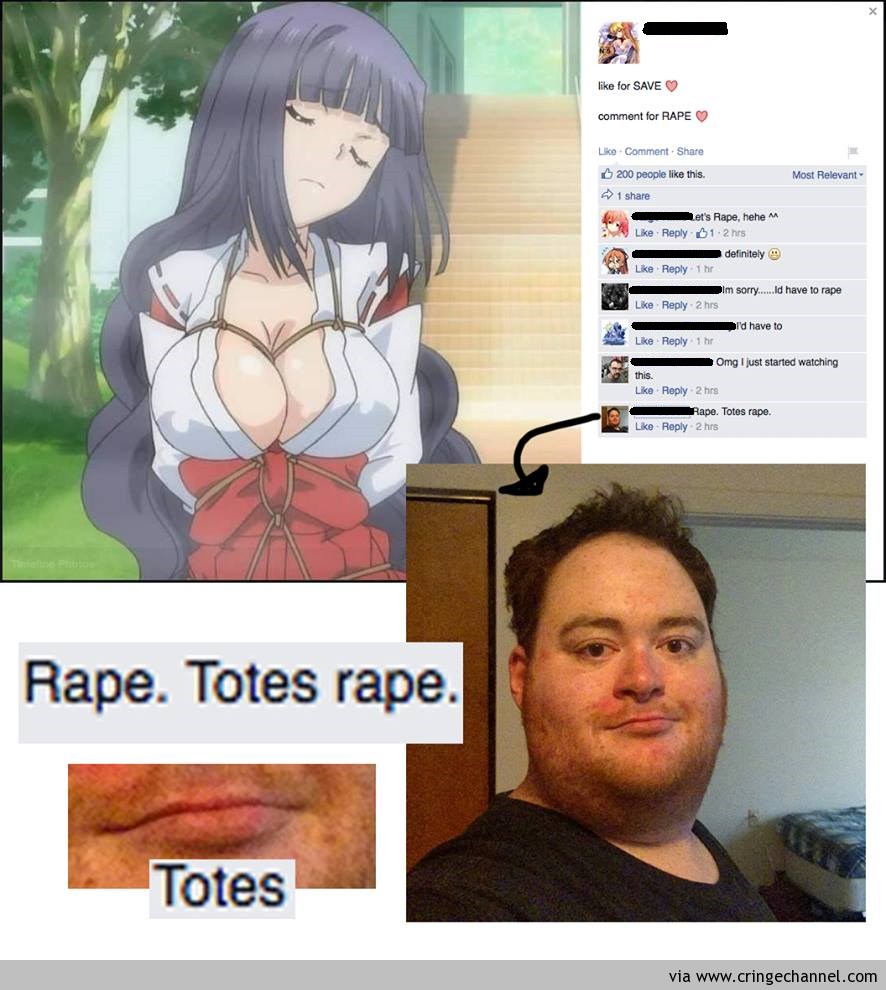 like for SAVE ❤
comment for RAPE ❤
Like · Comment · Share
200 people like this.
Most Relevant
1 share
Let's Rape, hehe ^^
Like · Reply · 1 · 2 hrs
definitely 😃
Like · Reply · 1 hr
Im sorry......Id have to rape
Like · Reply · 2 hrs
I'd have to
Like · Reply · 1 hr
Omg I just started watching
this.
Like · Reply · 2 hrs
Rape. Totes rape.
Like · Reply · 2 hrs
Timeline Photos
Rape. Totes rape.
Totes
via www.cringechannel.com